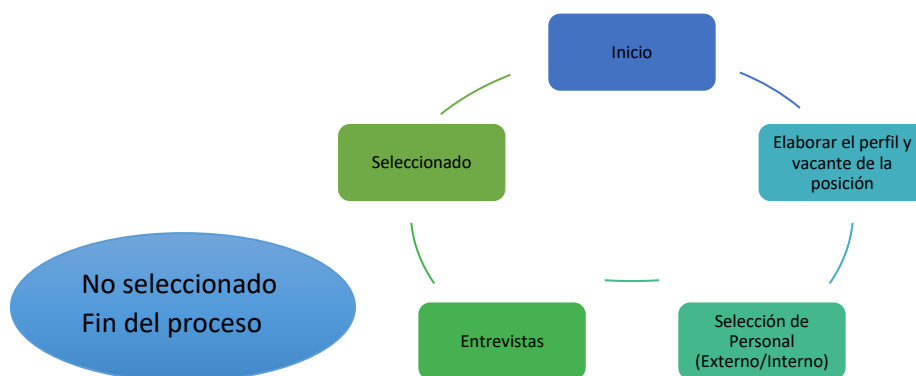 Inicio
Elaborar el perfil y
vacante de la
posición
Selección de
Personal
(Externo/Interno)
Entrevistas
Seleccionado
No seleccionado
Fin del proceso